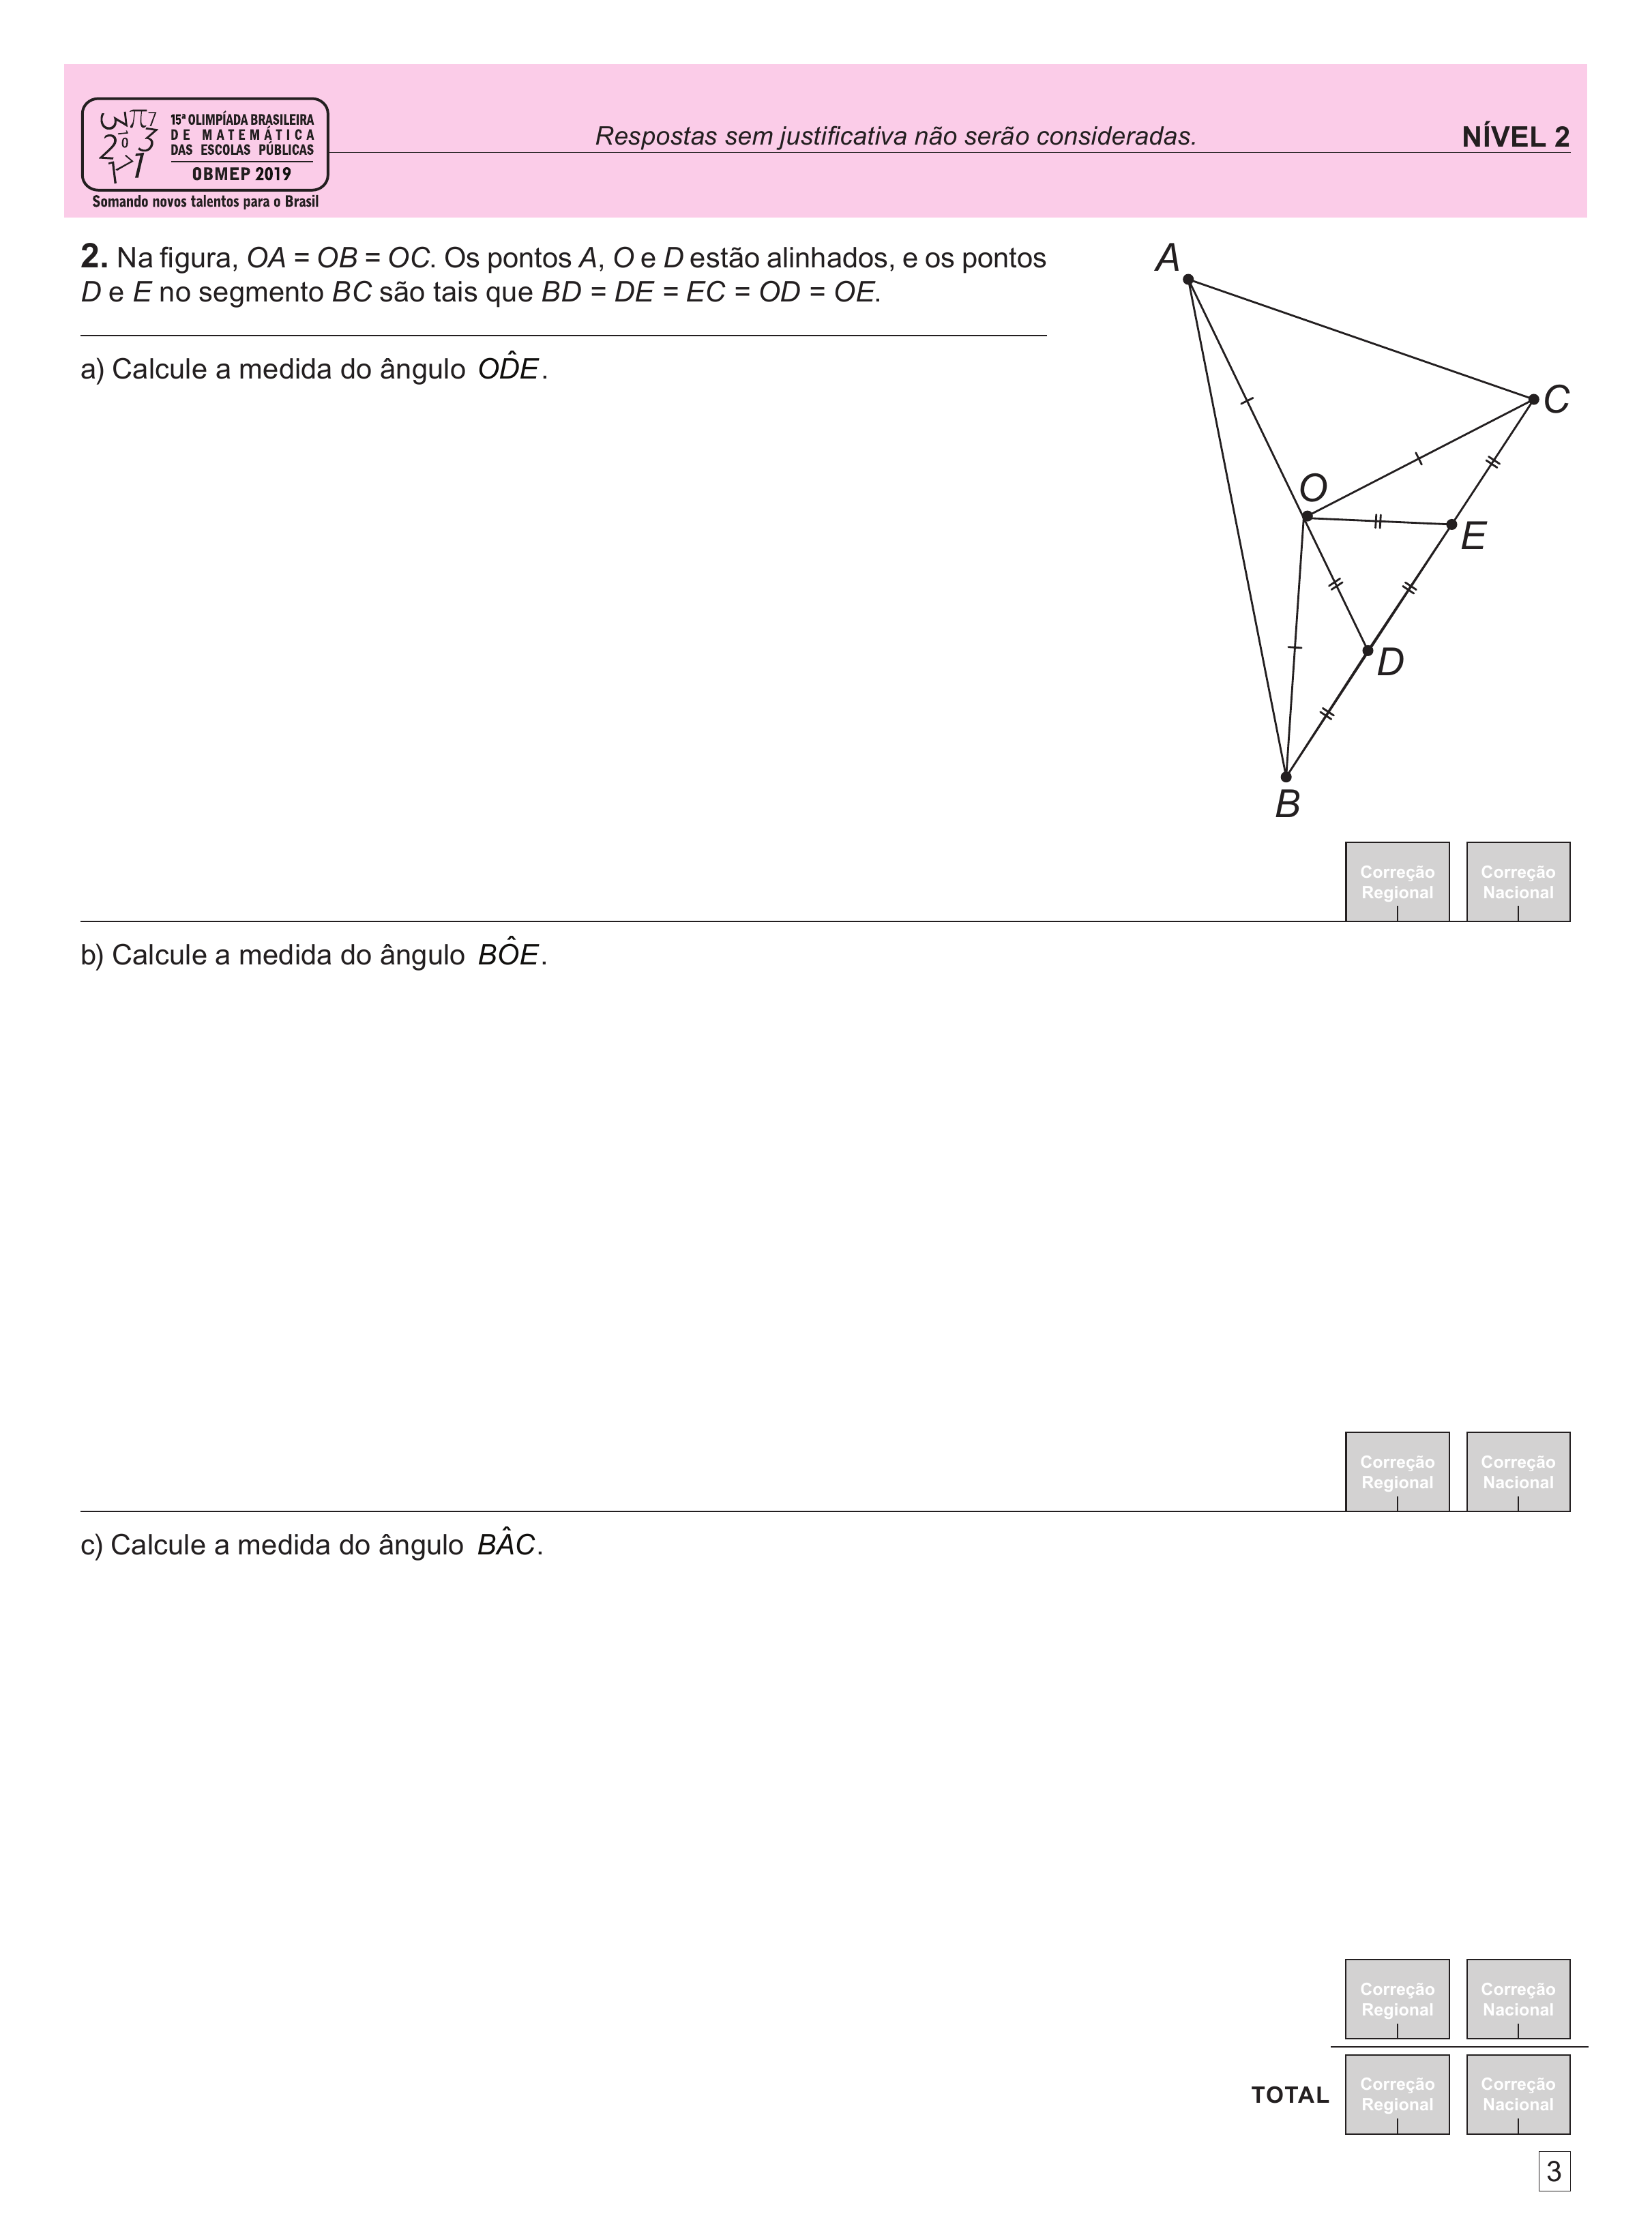 15ª OLIMPÍADA BRASILEIRA
DE MATEMÁTICA
DAS ESCOLAS PÚBLICAS
OBMEP 2019
Somando novos talentos para o Brasil
Respostas sem justificativa não serão consideradas.
NÍVEL 2
2. Na figura, OA = OB = OC. Os pontos A, O e D estão alinhados, e os pontos
D e E no segmento BC são tais que BD = DE = EC = OD = OE.
a) Calcule a medida do ângulo OD̂E.
A
C
O
E
D
B
Correção
Regional
Correção
Nacional
b) Calcule a medida do ângulo BÔE.
Correção
Regional
Correção
Nacional
c) Calcule a medida do ângulo BÂC.
Correção
Regional
Correção
Nacional
TOTAL
Correção
Regional
Correção
Nacional
3